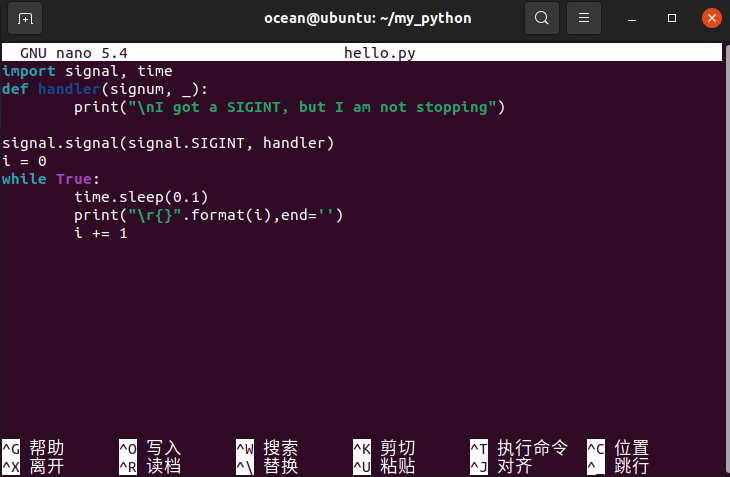 ocean@ubuntu: ~/my_python
GNU nano 5.4 hello.py
import signal, time
def handler(signum, _):
        print("\nI got a SIGINT, but I am not stopping")

signal.signal(signal.SIGINT, handler)
i = 0
while True:
        time.sleep(0.1)
        print("\r{}".format(i),end='')
        i += 1
^G 帮助 ^O 写入 ^W 搜索 ^K 剪切 ^T 执行命令 ^C 位置
^X 离开 ^R 读档 ^\ 替换 ^U 粘贴 ^J 对齐 ^_ 跳行